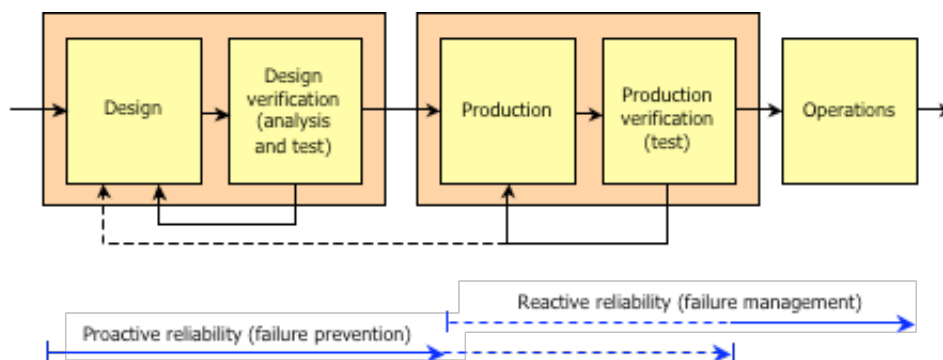 Design
Design
verification
(analysis
and test)
Production
Production
verification
(test)
Operations
Reactive reliability (failure management)
Proactive reliability (failure prevention)